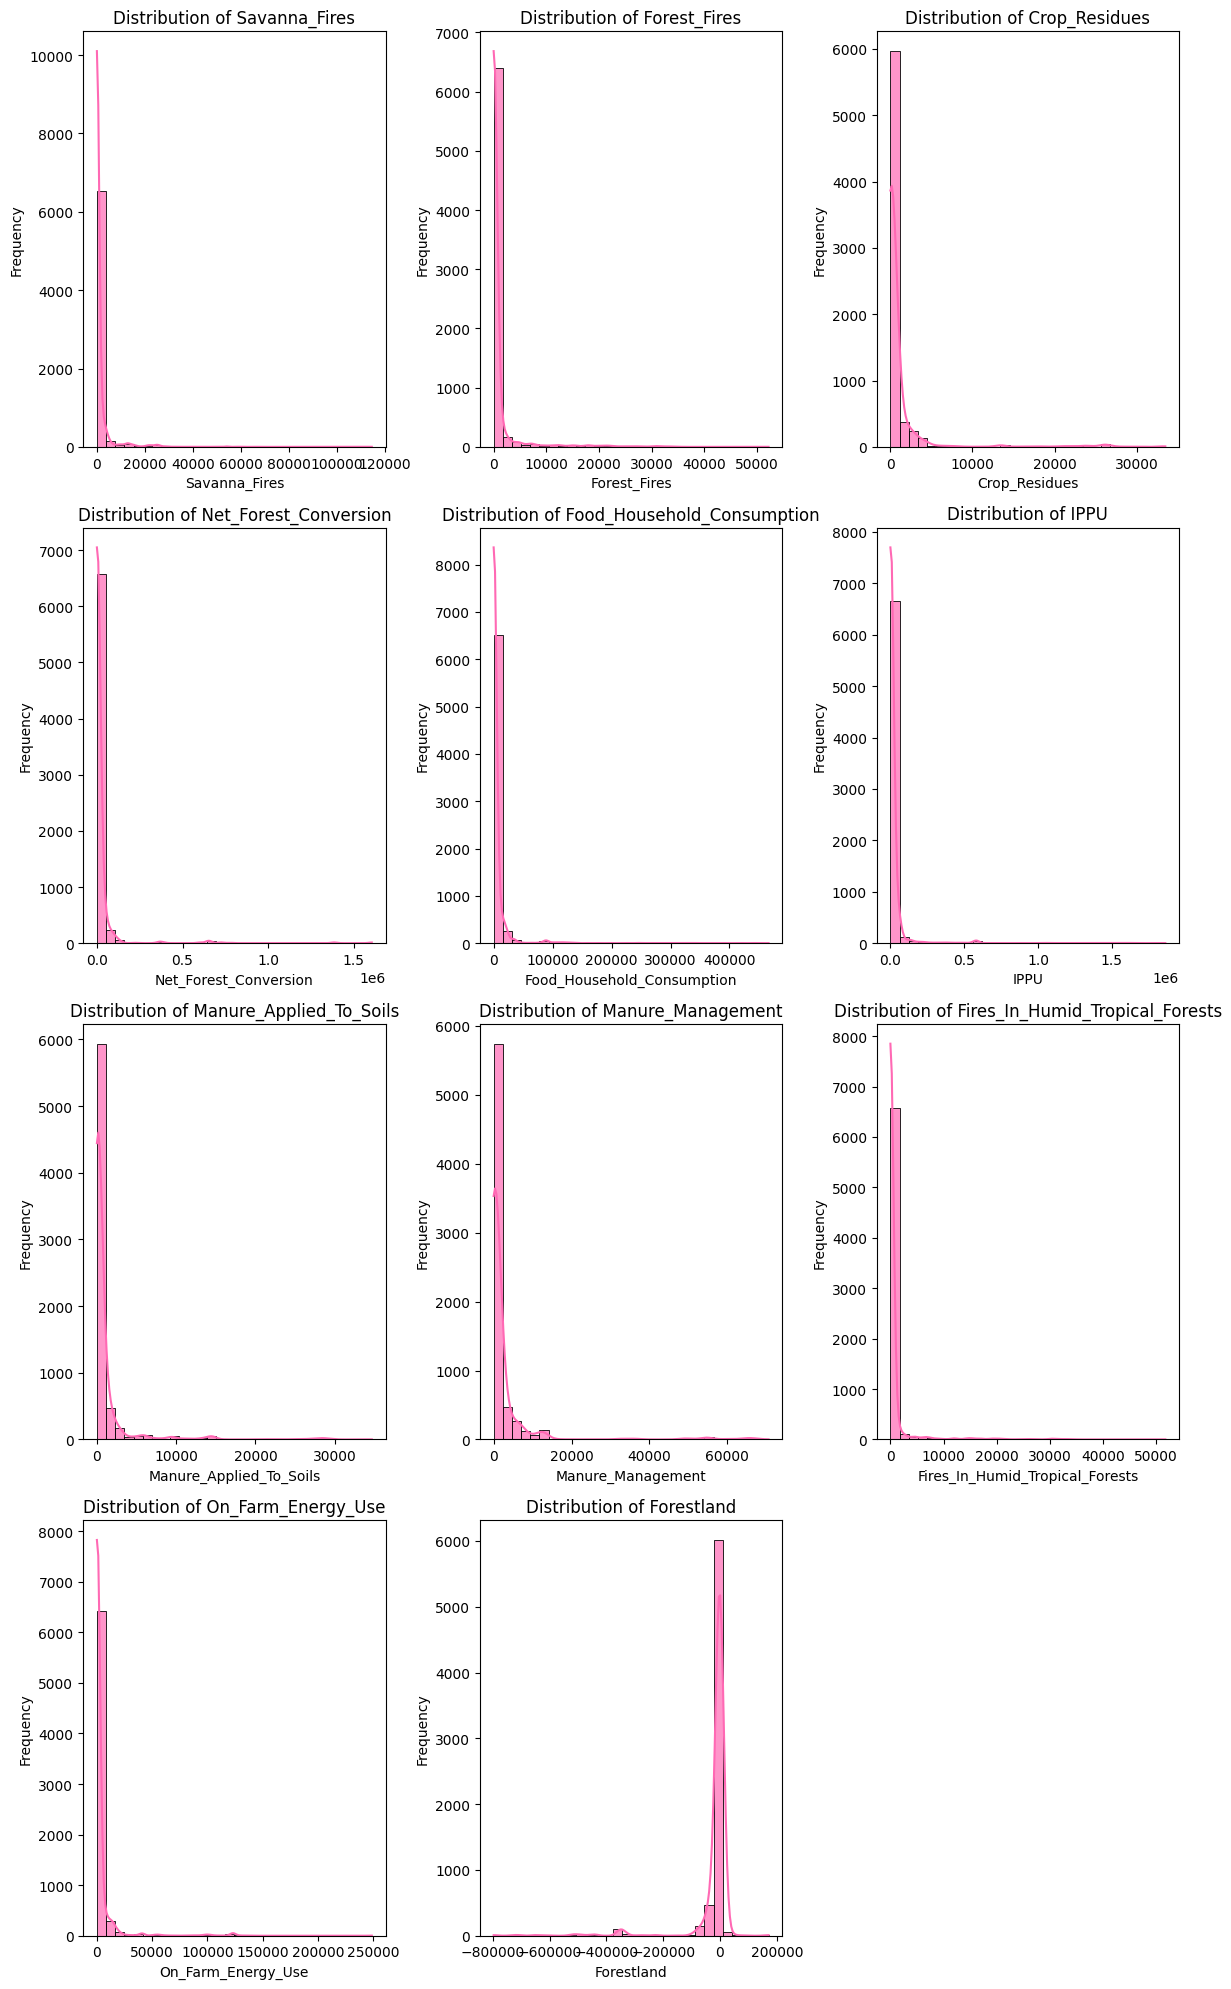 Distribution of Savanna_Fires
Frequency
10000
8000
6000
4000
2000
0
0 20000 40000 60000 80000 100000 120000
Savanna_Fires
Distribution of Forest_Fires
Frequency
7000
6000
5000
4000
3000
2000
1000
0
0 10000 20000 30000 40000 50000
Forest_Fires
Distribution of Crop_Residues
Frequency
6000
5000
4000
3000
2000
1000
0
0 10000 20000 30000
Crop_Residues
Distribution of Net_Forest_Conversion
Frequency
7000
6000
5000
4000
3000
2000
1000
0
0.0 0.5 1.0 1.5
1e6
Net_Forest_Conversion
Distribution of Food_Household_Consumption
Frequency
8000
7000
6000
5000
4000
3000
2000
1000
0
0 100000 200000 300000 400000
Food_Household_Consumption
Distribution of IPPU
Frequency
8000
7000
6000
5000
4000
3000
2000
1000
0
0.0 0.5 1.0 1.5
1e6
IPPU
Distribution of Manure_Applied_To_Soils
Frequency
6000
5000
4000
3000
2000
1000
0
0 10000 20000 30000
Manure_Applied_To_Soils
Distribution of Manure_Management
Frequency
6000
5000
4000
3000
2000
1000
0
0 20000 40000 60000
Manure_Management
Distribution of Fires_In_Humid_Tropical_Forests
Frequency
8000
7000
6000
5000
4000
3000
2000
1000
0
0 10000 20000 30000 40000 50000
Fires_In_Humid_Tropical_Forests
Distribution of On_Farm_Energy_Use
Frequency
8000
7000
6000
5000
4000
3000
2000
1000
0
0 50000 100000 150000 200000 250000
On_Farm_Energy_Use
Distribution of Forestland
Frequency
6000
5000
4000
3000
2000
1000
0
−800000 −600000 −400000 −200000 0 200000
Forestland